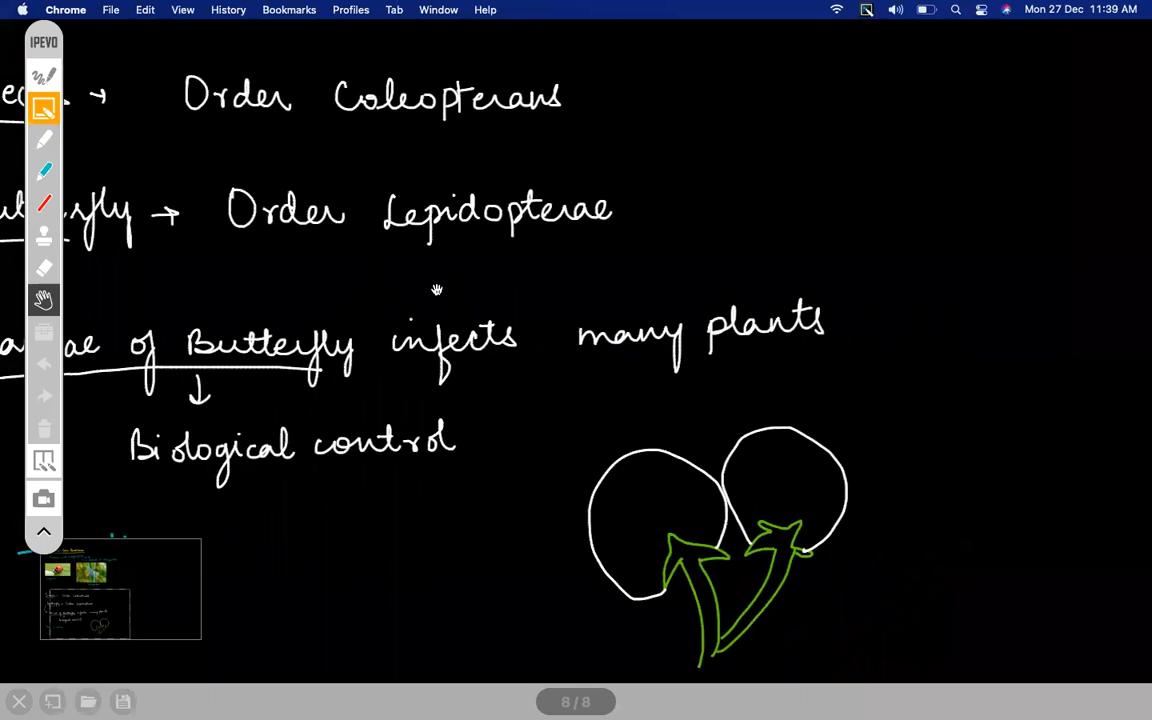 Chrome File Edit View History Bookmarks Profiles Tab Window Help Mon 27 Dec 11:39 AM
IPEVO
→ Order Coleopterans
→ Order Lepidopterae
of Butterfly infects many plants
↓
Biological control
8/8